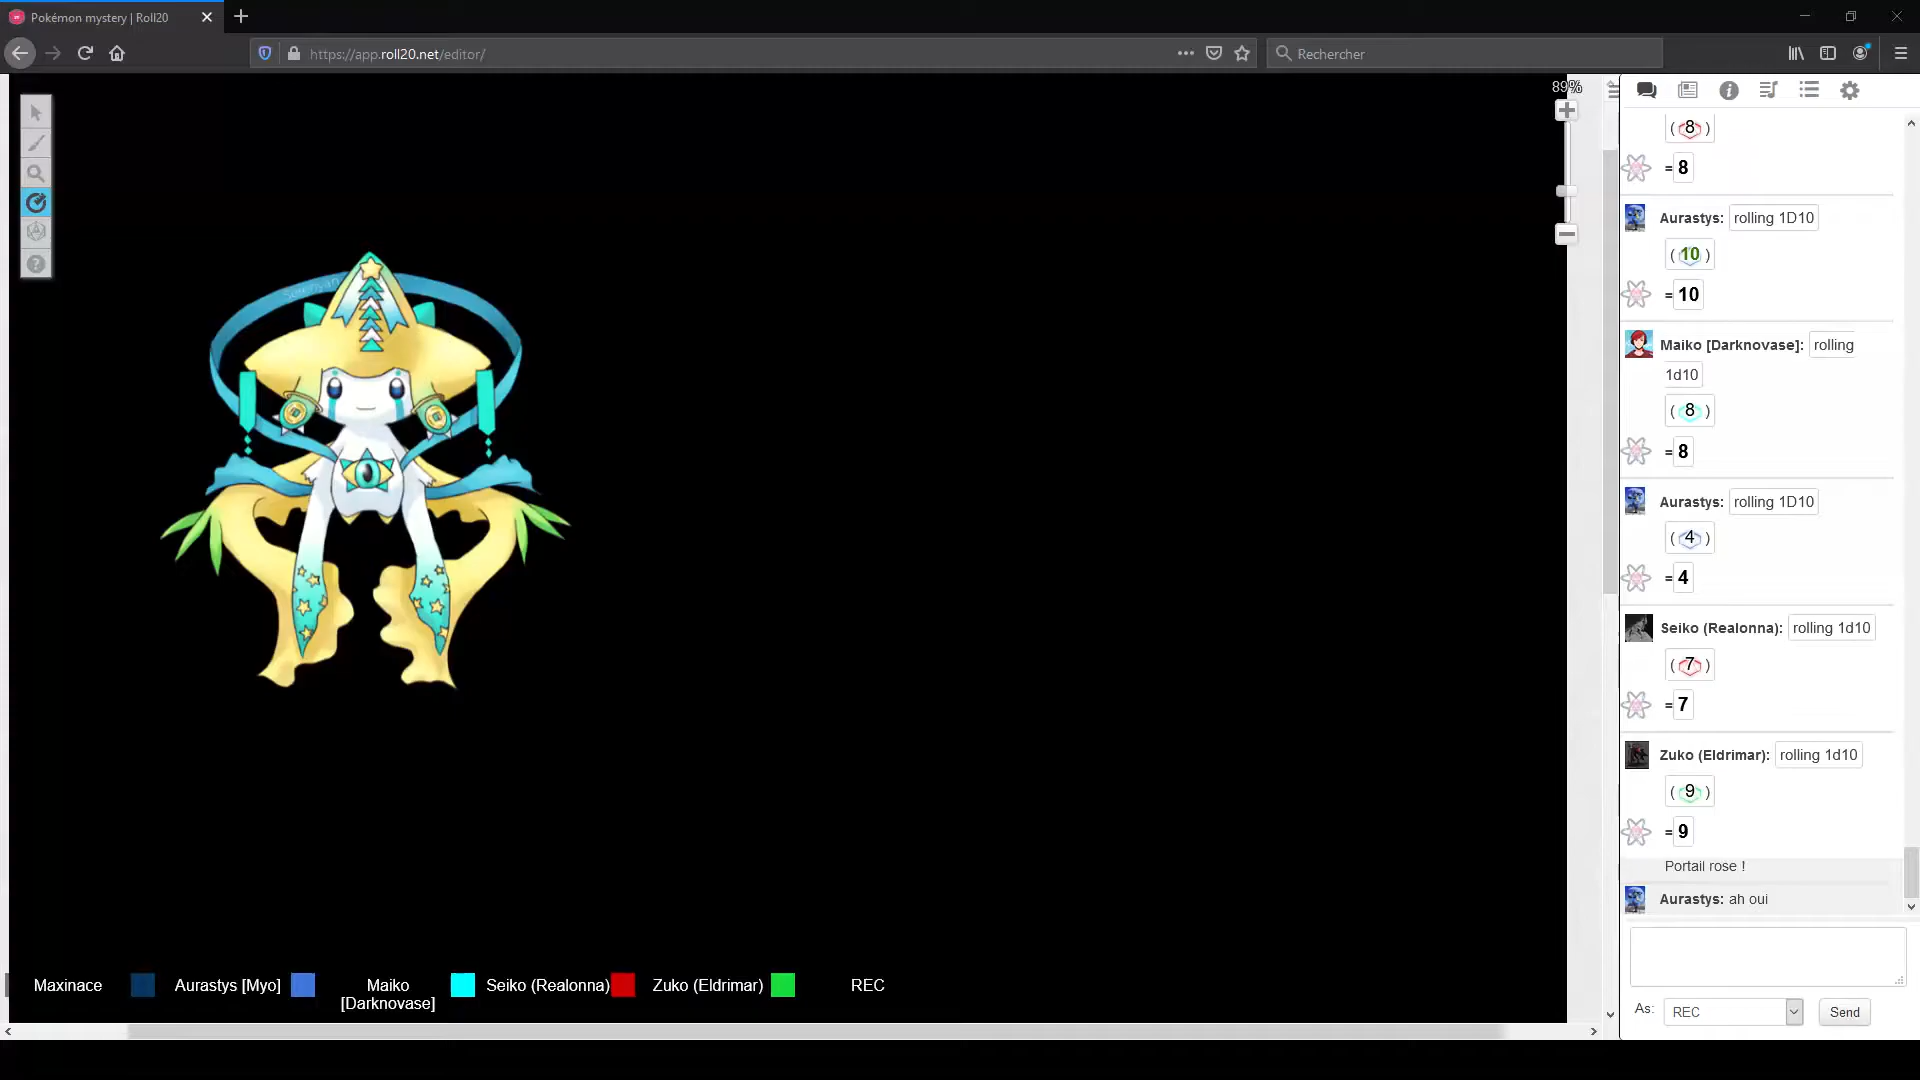 Pokémon mystery | Roll20
https://app.roll20.net/editor/
Rechercher
89%
( 8 )
= 8
Aurastys: rolling 1D10
( 10 )
= 10
Maiko [Darknovase]: rolling
1d10
( 8 )
= 8
Aurastys: rolling 1D10
( 4 )
= 4
Seiko (Realonna): rolling 1d10
( 7 )
= 7
Zuko (Eldrimar): rolling 1d10
( 9 )
= 9
Portail rose !
Aurastys: ah oui
As: REC
Send
Maxinace
Aurastys [Myo]
Maiko
[Darknovase]
Seiko (Realonna)
Zuko (Eldrimar)
REC